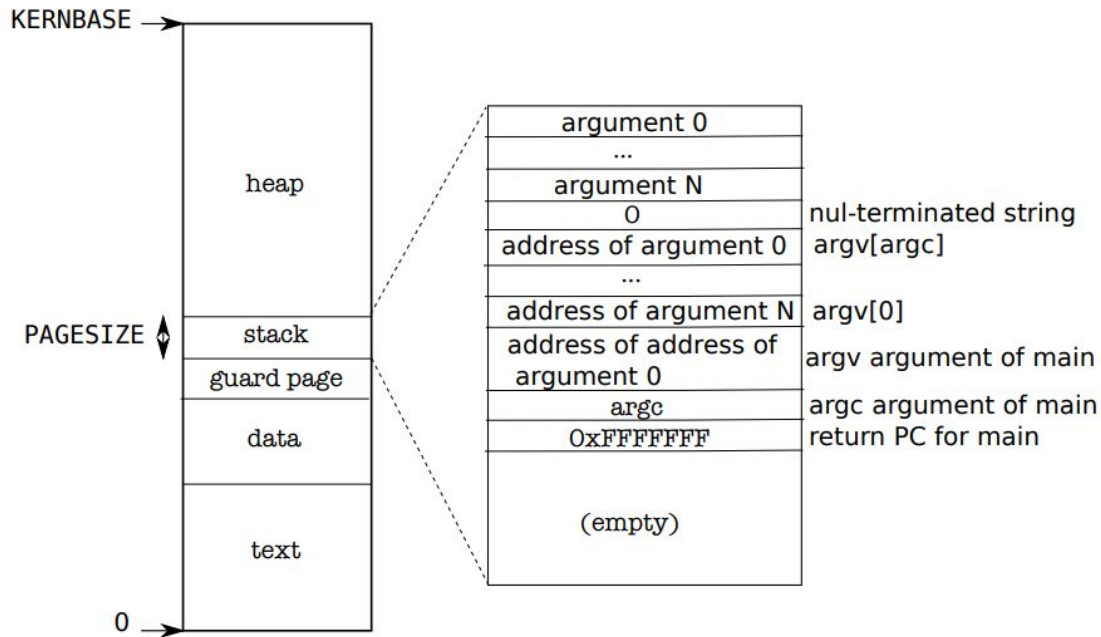 KERNBASE
heap
PAGESIZE
stack
guard page
data
text
0
argument 0
...
argument N
0
nul-terminated string
address of argument 0
argv[argc]
...
address of argument N
argv[0]
address of address of
argument 0
argv argument of main
argc
argc argument of main
0xFFFFFFF
return PC for main
(empty)